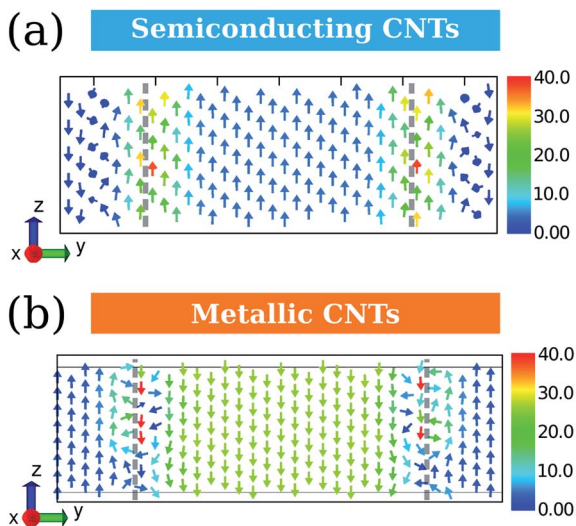 (a)
Semiconducting CNTs
40.0
30.0
20.0
10.0
0.00
z
x
y
(b)
Metallic CNTs
40.0
30.0
20.0
10.0
0.00
z
x
y